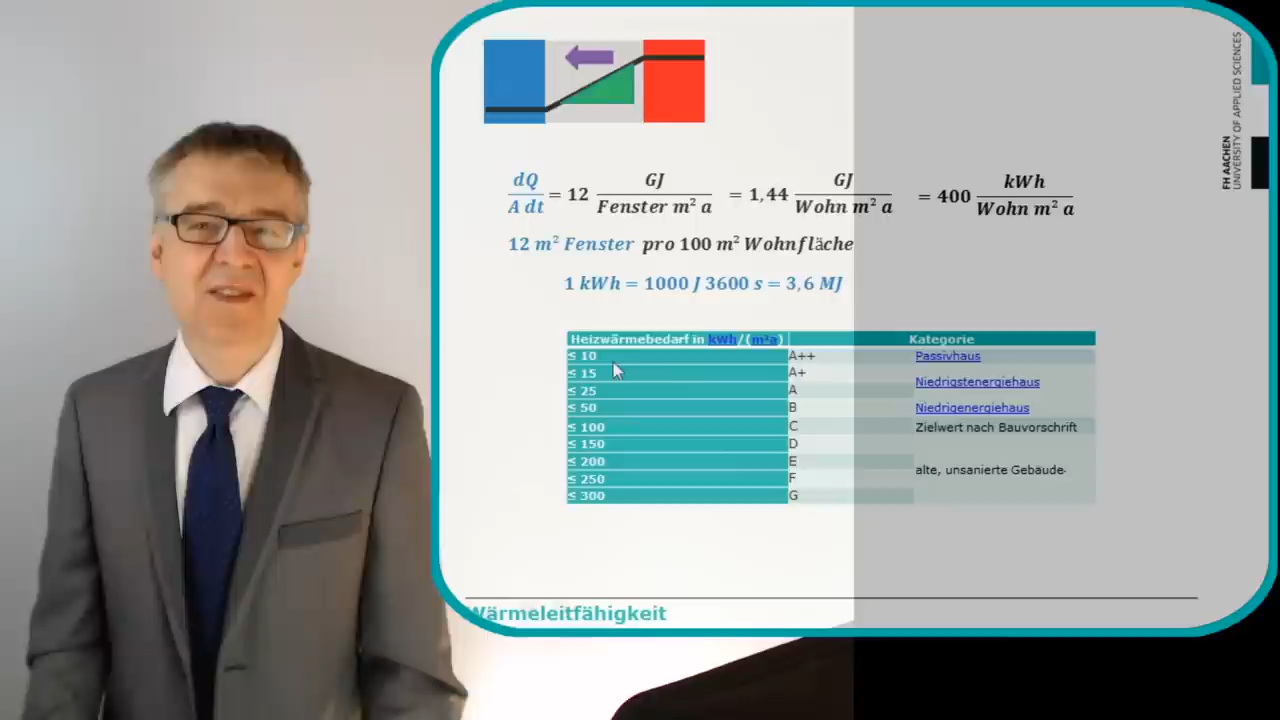 FH AACHEN
UNIVERSITY OF APPLIED SCIENCES
dQ / A dt = 12 GJ / Fenster m² a = 1,44 GJ / Wohn m² a = 400 kWh / Wohn m² a
12 m² Fenster pro 100 m² Wohnfläche
1 kWh = 1000 J 3600 s = 3,6 MJ
Heizwärmebedarf in kWh/(m²a) Kategorie
≤ 10 A++ Passivhaus
≤ 15 A+
Niedrigstenergiehaus
≤ 25 A
≤ 50 B Niedrigenergiehaus
≤ 100 C Zielwert nach Bauvorschrift
≤ 150 D
≤ 200 E
alte, unsanierte Gebäude-
≤ 250 F
≤ 300 G
Wärmeleitfähigkeit